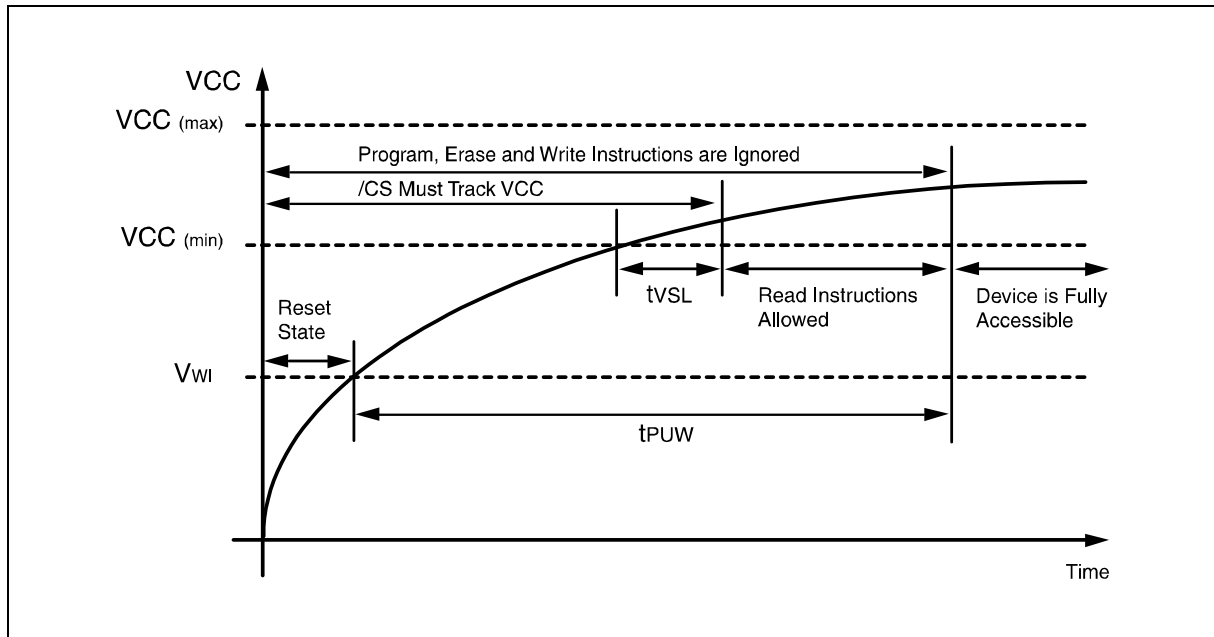 VCC
VCC (max)
Program, Erase and Write Instructions are Ignored
/CS Must Track VCC
VCC (min)
tVSL
Read Instructions
Allowed
Device is Fully
Accessible
Reset
State
VWI
tPUW
Time